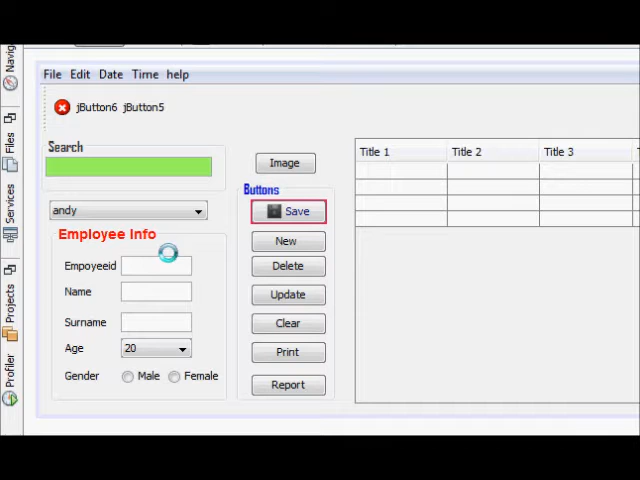 Navig
Files
Services
Projects
Profiler
File Edit Date Time help
jButton6 jButton5
Search
andy
Employee Info
Empoyeeid
Name
Surname
Age 20
Gender Male Female
Image
Buttons
Save
New
Delete
Update
Clear
Print
Report
Title 1 Title 2 Title 3 T